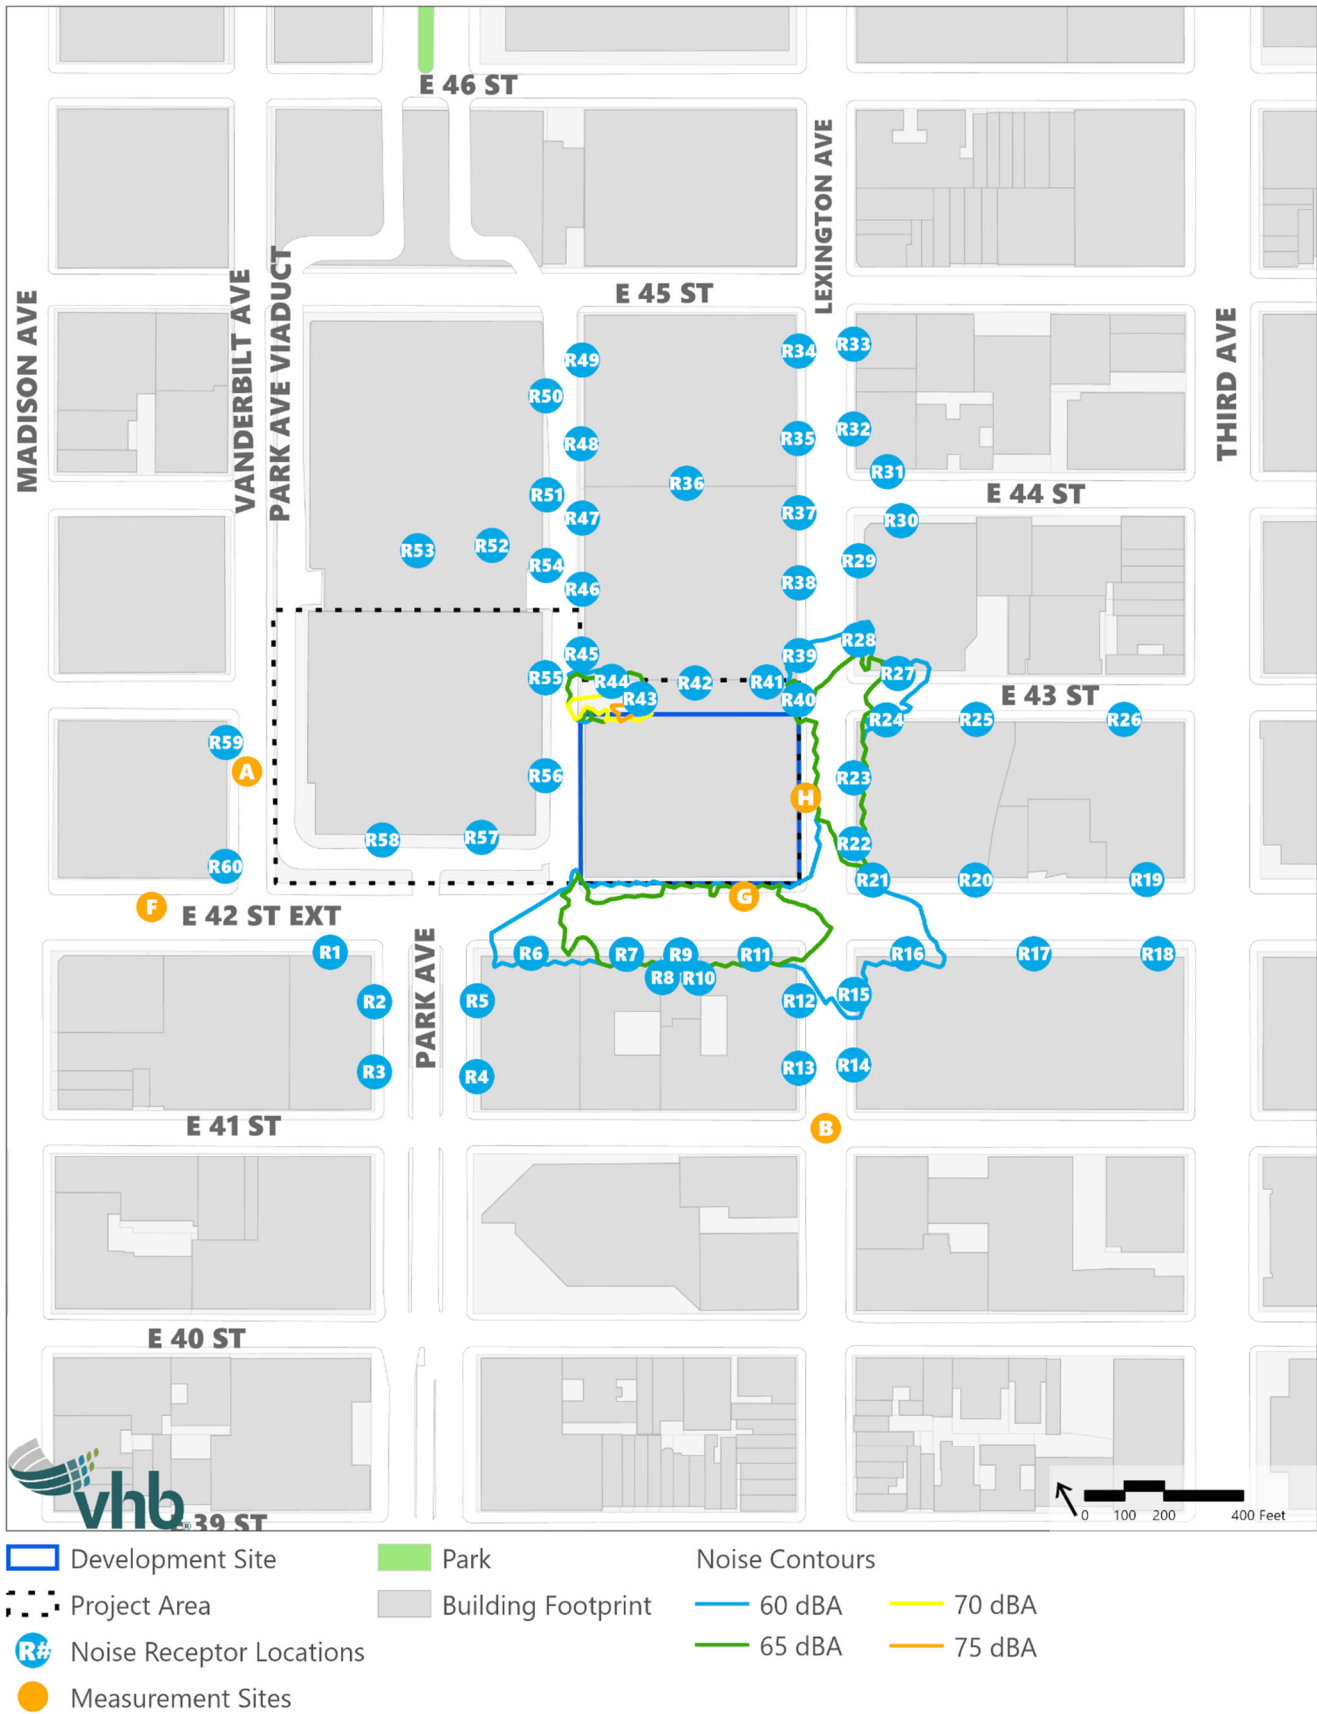 E 46 ST
LEXINGTON AVE
PARK AVE VIADUCT
VANDERBILT AVE
MADISON AVE
E 45 ST
THIRD AVE
R49
R34
R33
R50
R48
R35
R32
R31
R36
E 44 ST
R51
R47
R37
R30
R53
R52
R54
R29
R46
R38
R28
R45
R39
R55
R44
R42
R41
R27
R43
R40
E 43 ST
R24
R25
R26
R59
A
R56
R23
H
R58
R57
R22
R60
R21
R20
R19
F
E 42 ST EXT
G
R1
R6
R7
R9
R11
R16
R17
R18
R8
R10
R2
PARK AVE
R5
R12
R15
R3
R4
R13
R14
E 41 ST
B
E 40 ST
vhb®
E 39 ST
0 100 200 400 Feet
Development Site
Park
Noise Contours
Project Area
Building Footprint
60 dBA
70 dBA
R# Noise Receptor Locations
65 dBA
75 dBA
Measurement Sites